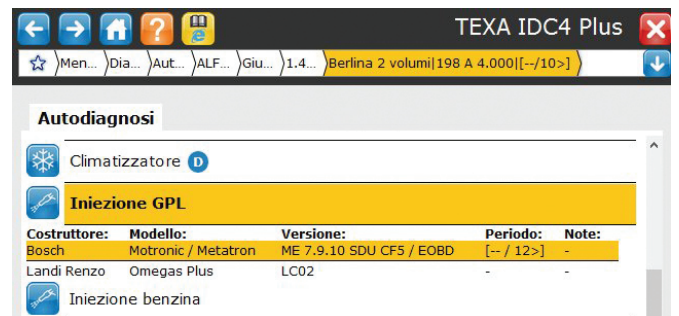 TEXA IDC4 Plus
Men... Dia... Aut... ALF... Giu... 1.4... Berlina 2 volumi|198 A 4.000|[--/10>]
Autodiagnosi
Climatizzatore D
Iniezione GPL
Costruttore: Modello: Versione: Periodo: Note:
Bosch Motronic / Metatron ME 7.9.10 SDU CF5 / EOBD [-- / 12>] -
Landi Renzo Omegas Plus LC02 - -
Iniezione benzina